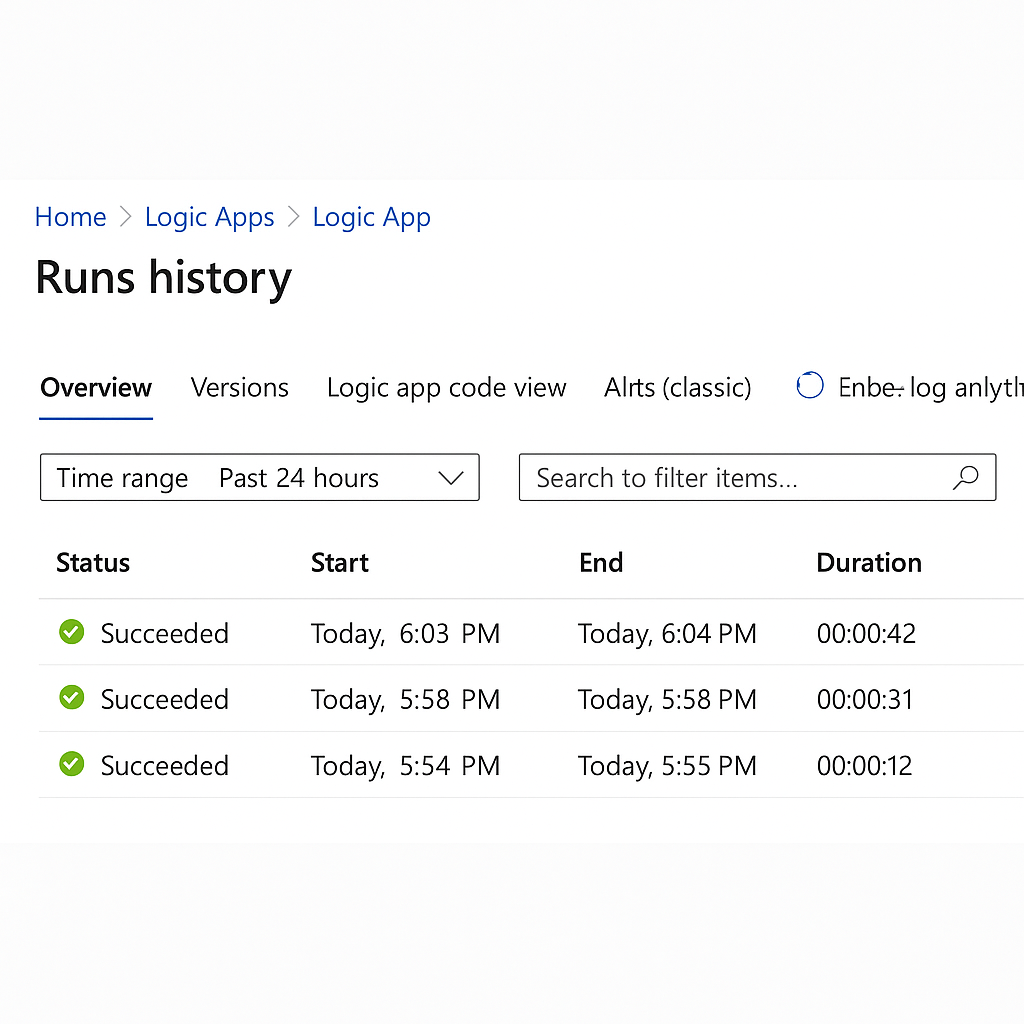 Home > Logic Apps > Logic App
Runs history
Overview Versions Logic app code view Alrts (classic) Enbe. log anlyth
Time range Past 24 hours Search to filter items...
Status Start End Duration
Succeeded Today, 6:03 PM Today, 6:04 PM 00:00:42
Succeeded Today, 5:58 PM Today, 5:58 PM 00:00:31
Succeeded Today, 5:54 PM Today, 5:55 PM 00:00:12